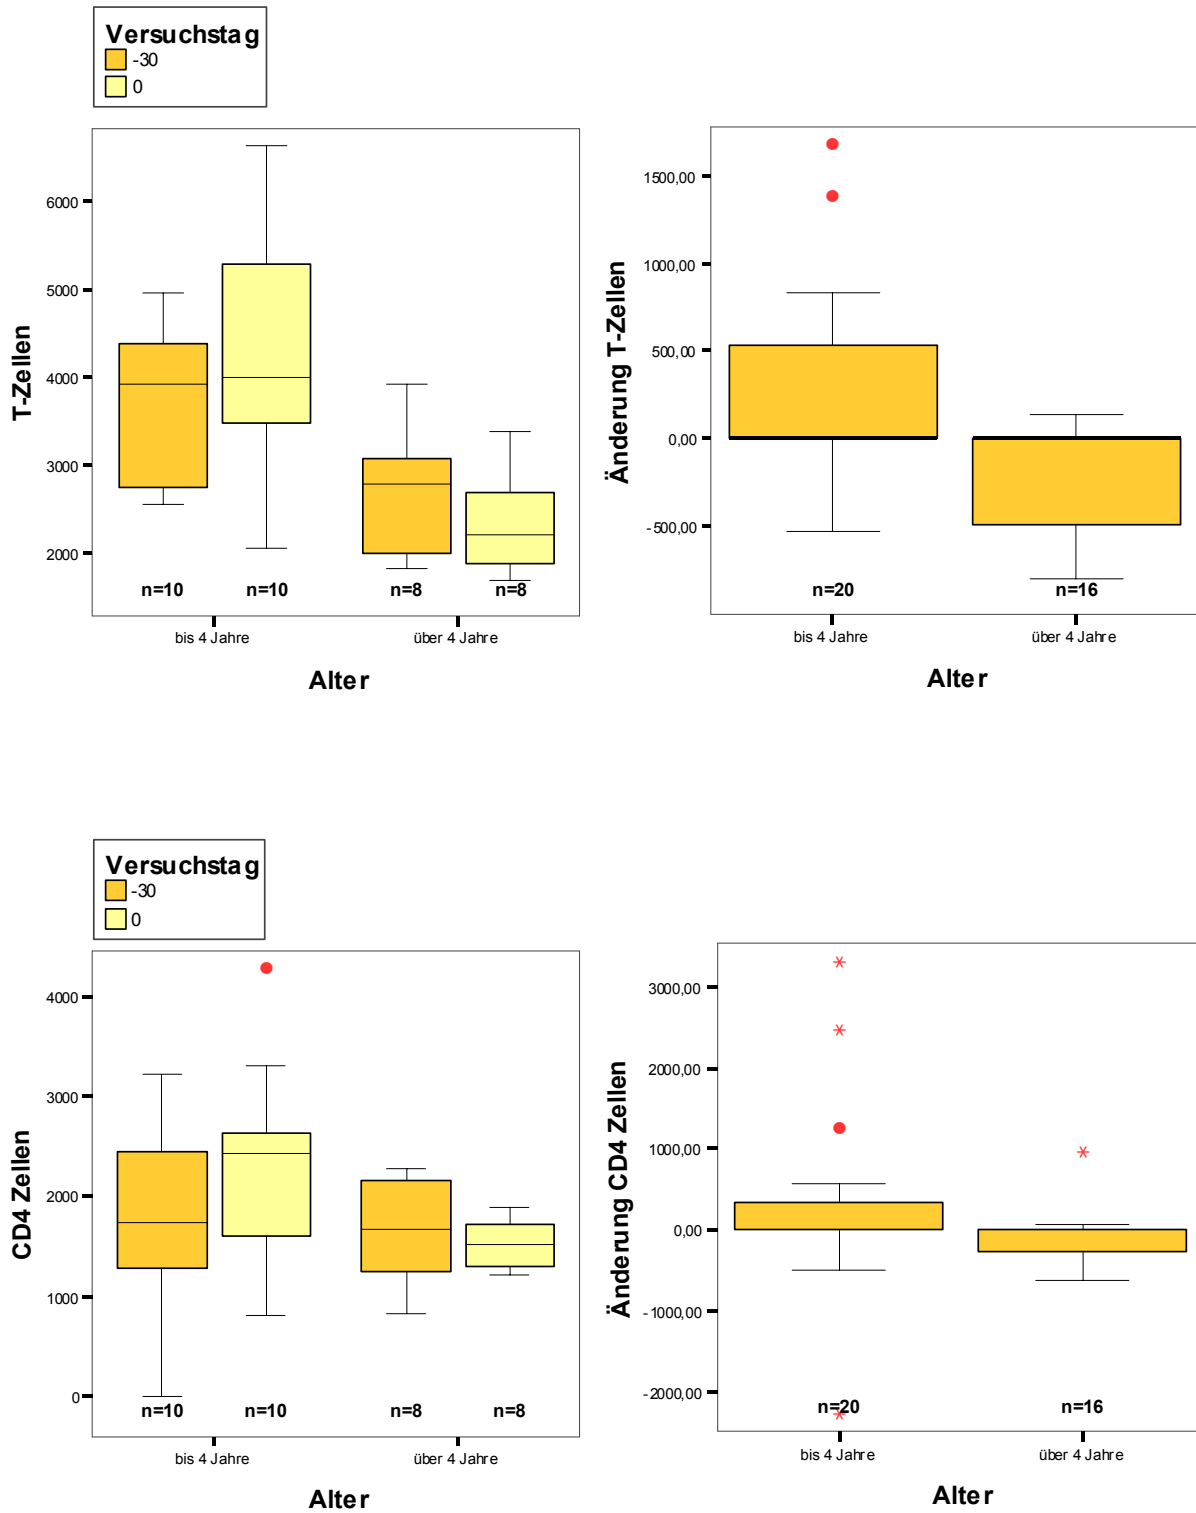 Versuchstag
-30
0
T-Zellen
6000
5000
4000
3000
2000
n=10
n=10
n=8
n=8
bis 4 Jahre
über 4 Jahre
Alter
Änderung T-Zellen
1500,00
1000,00
500,00
0,00
-500,00
n=20
n=16
bis 4 Jahre
über 4 Jahre
Alter
Versuchstag
-30
0
CD4 Zellen
4000
3000
2000
1000
0
n=10
n=10
n=8
n=8
bis 4 Jahre
über 4 Jahre
Alter
Änderung CD4 Zellen
3000,00
2000,00
1000,00
0,00
-1000,00
-2000,00
n=20
n=16
bis 4 Jahre
über 4 Jahre
Alter